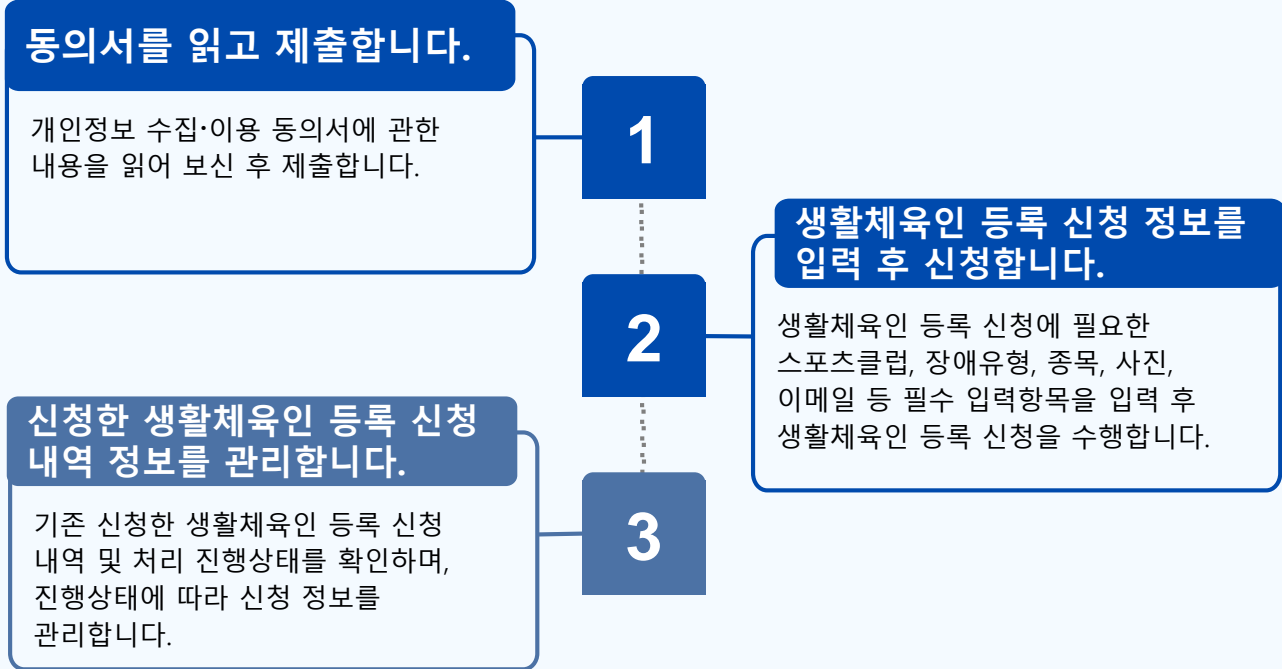 동의서를 읽고 제출합니다.
개인정보 수집·이용 동의서에 관한
내용을 읽어 보신 후 제출합니다.
1
생활체육인 등록 신청 정보를
입력 후 신청합니다.
생활체육인 등록 신청에 필요한
스포츠클럽, 장애유형, 종목, 사진,
이메일 등 필수 입력항목을 입력 후
생활체육인 등록 신청을 수행합니다.
2
신청한 생활체육인 등록 신청
내역 정보를 관리합니다.
기존 신청한 생활체육인 등록 신청
내역 및 처리 진행상태를 확인하며,
진행상태에 따라 신청 정보를
관리합니다.
3